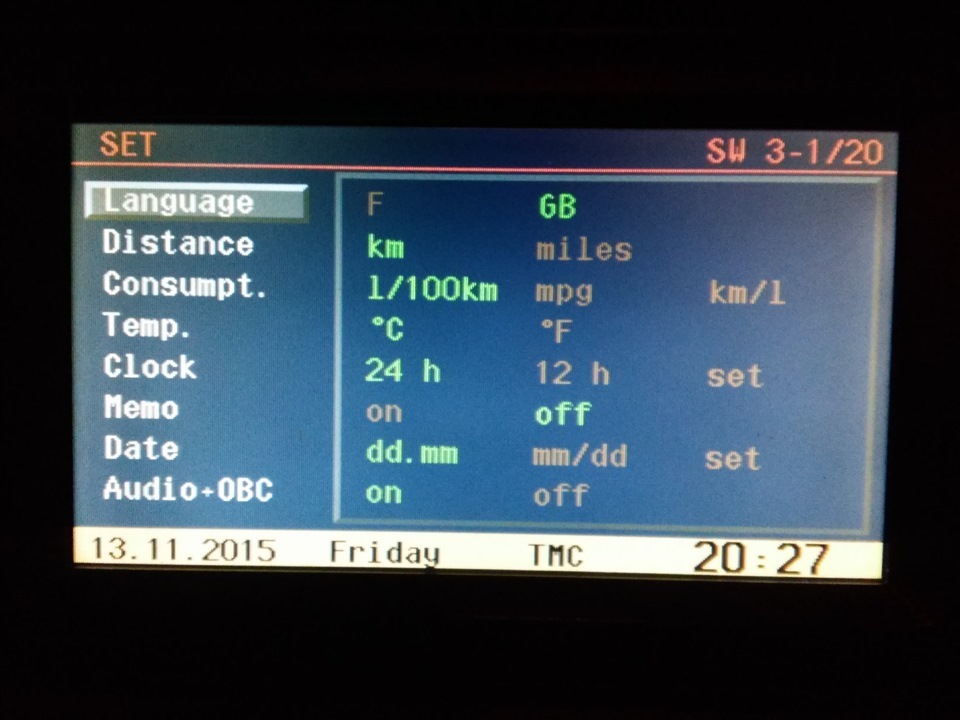 SET SW 3-1/20
Language F GB
Distance km miles
Consumpt. l/100km mpg km/l
Temp. °C °F
Clock 24 h 12 h set
Memo on off
Date dd.mm mm/dd set
Audio+OBC on off
13.11.2015 Friday TMC 20:27